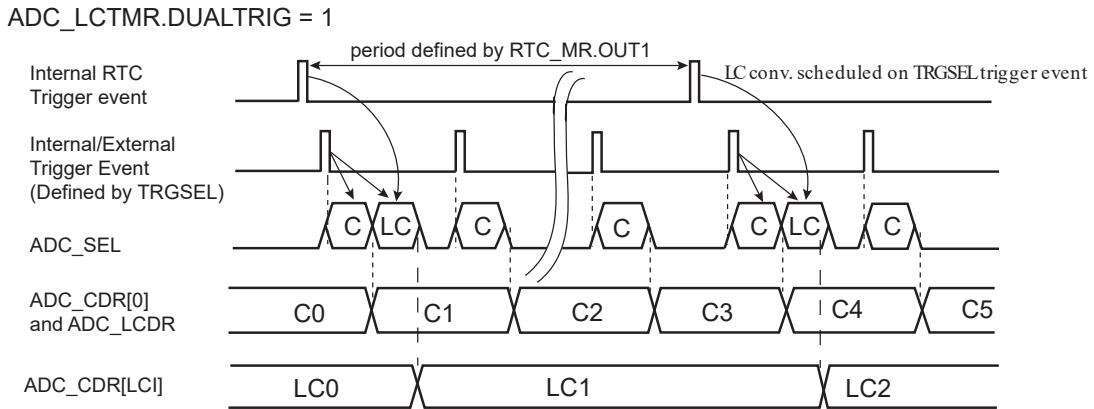 ADC_LCTMR.DUALTRIG = 1
period defined by RTC_MR.OUT1
Internal RTC
Trigger event
LC conv. scheduled on TRGSEL trigger event
Internal/External
Trigger Event
(Defined by TRGSEL)
ADC_SEL
C LC C C C LC C
ADC_CDR[0]
and ADC_LCDR
C0 C1 C2 C3 C4 C5
ADC_CDR[LCI]
LC0 LC1 LC2